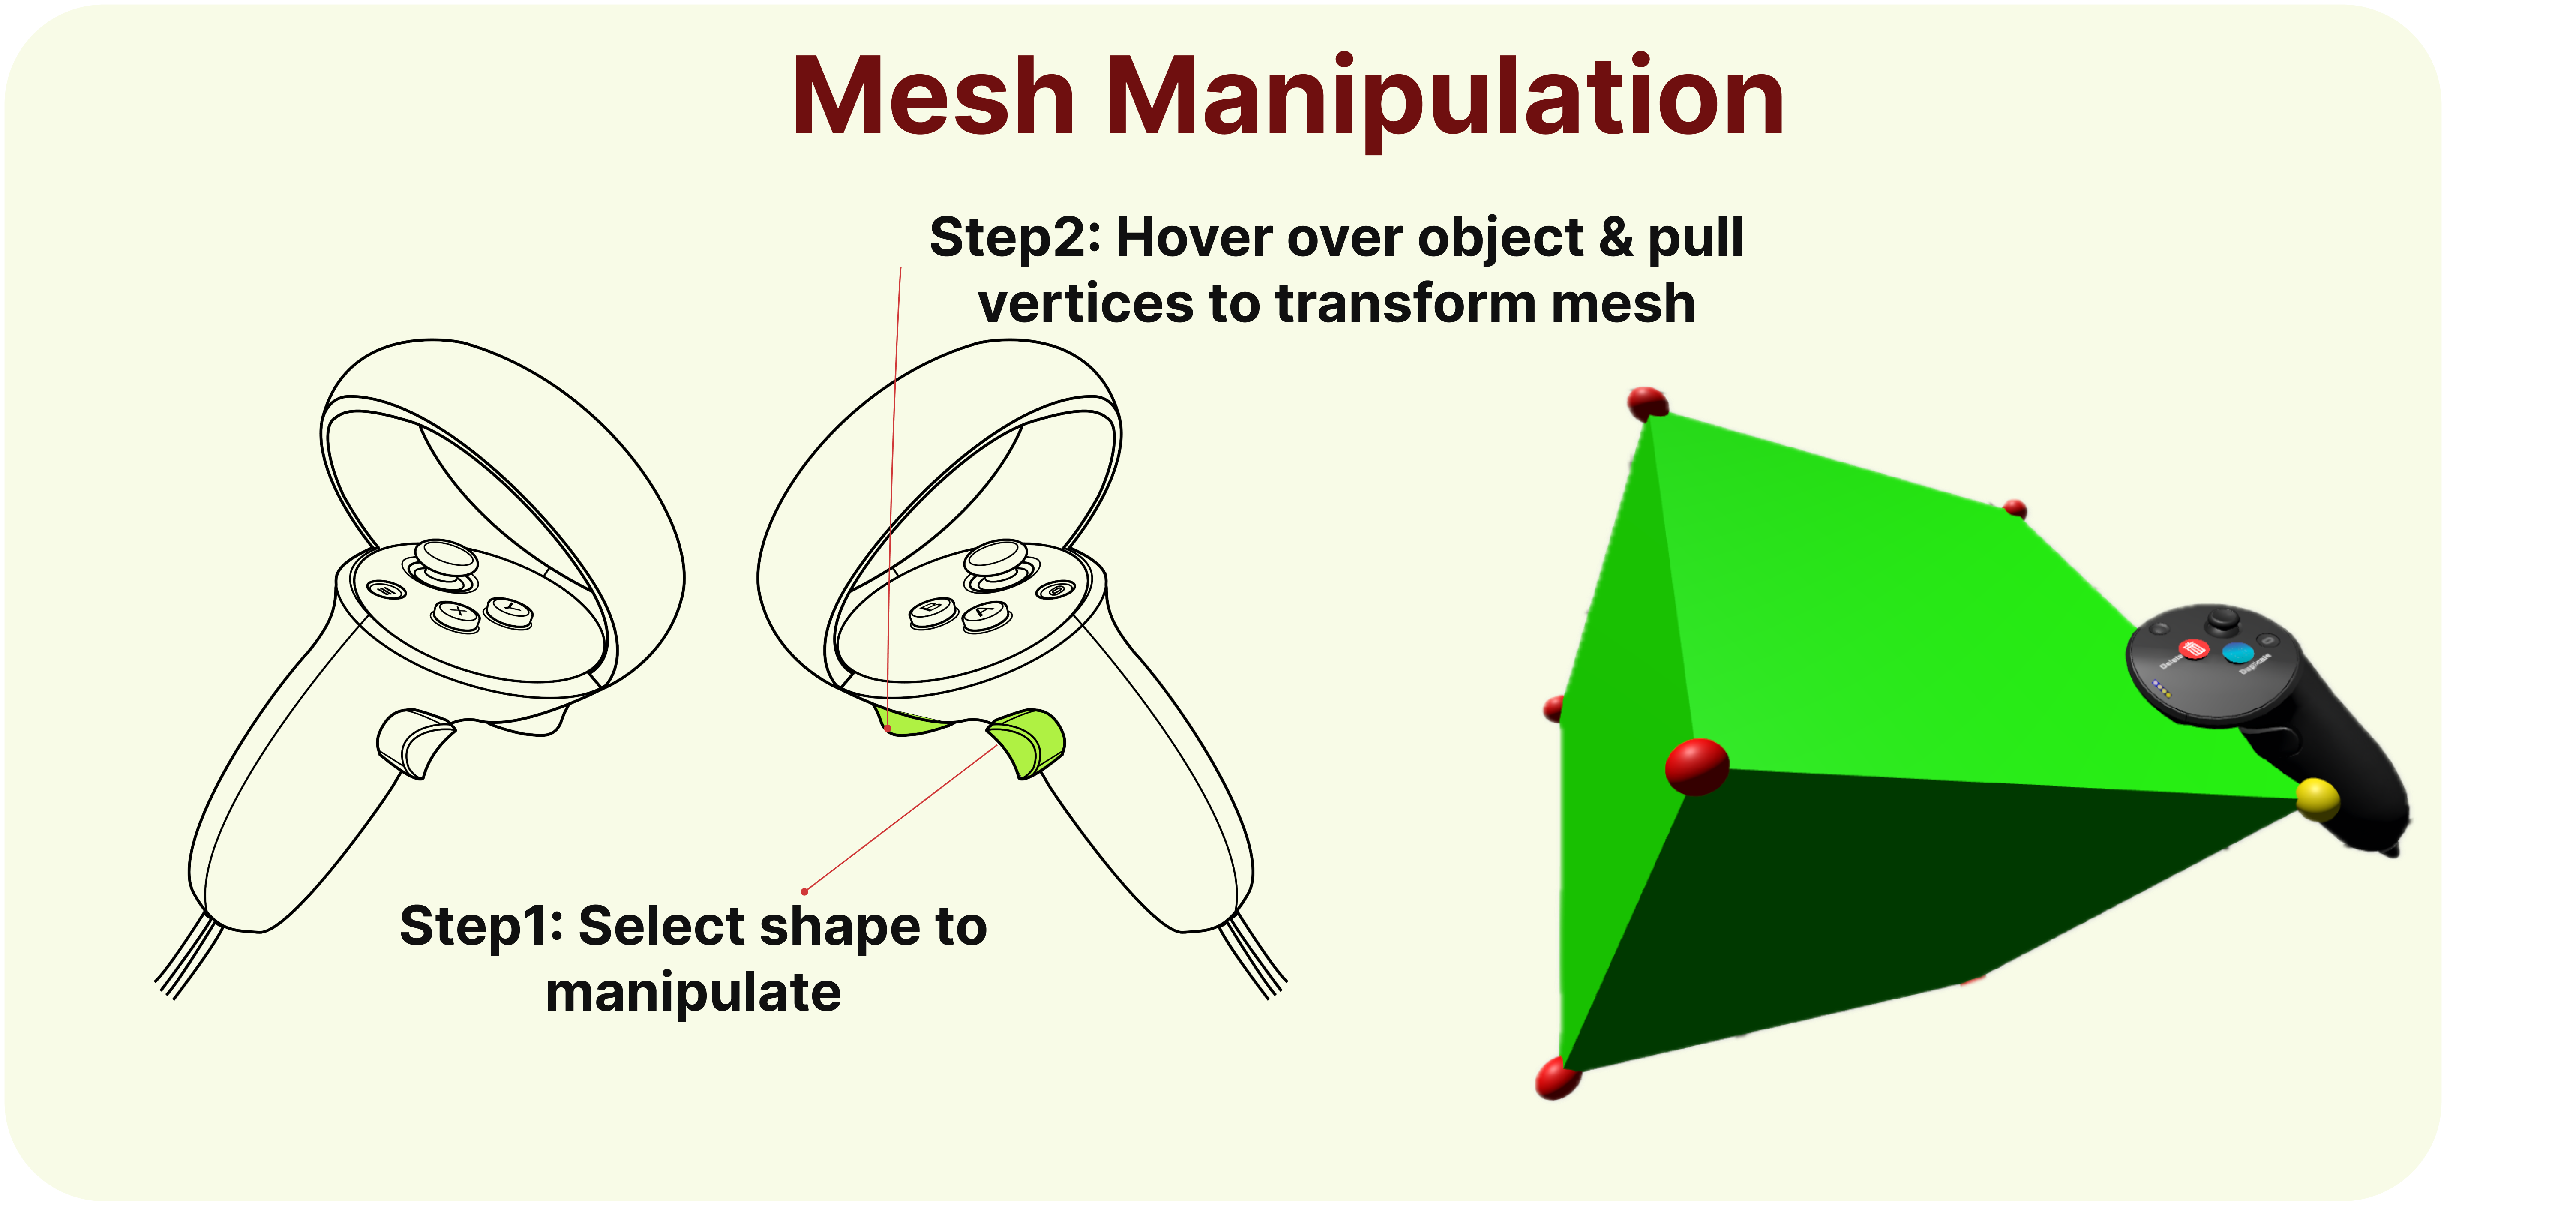 Mesh Manipulation
Step2: Hover over object & pull
vertices to transform mesh
X
Y
B
A
Delete
Duplicate
Step1: Select shape to
manipulate